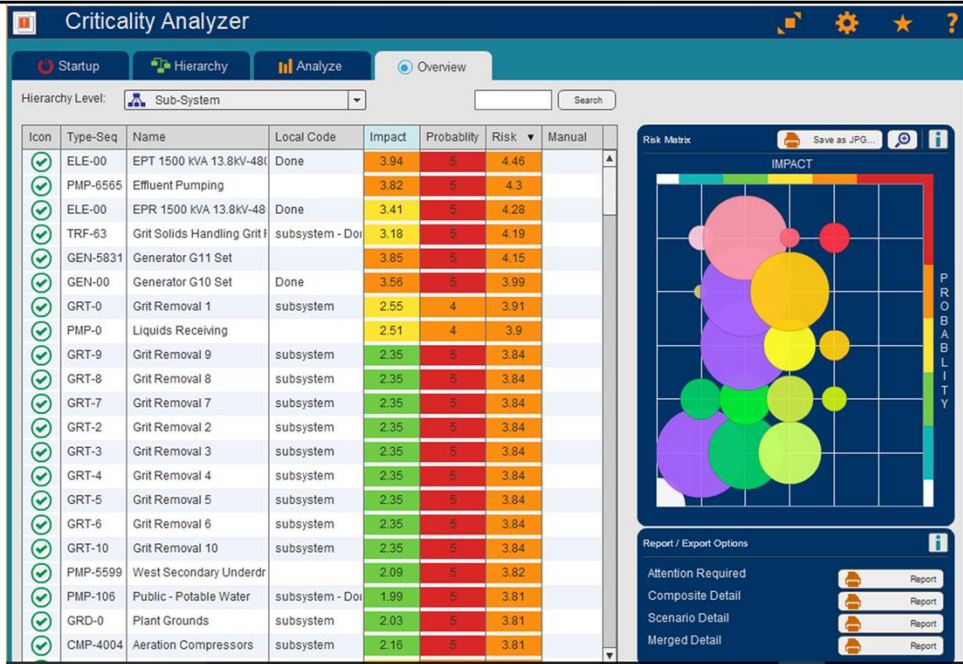 Criticality Analyzer
?
Startup Hierarchy Analyze Overview
Hierarchy Level: Sub-System Search
Icon Type-Seq Name Local Code Impact Probablity Risk ▼ Manual
ELE-00 EPT 1500 kVA 13.8kV-480 Done 3.94 5 4.46
PMP-6565 Effluent Pumping 3.82 5 4.3
ELE-00 EPR 1500 kVA 13.8kV-48 Done 3.41 5 4.28
TRF-63 Grit Solids Handling Grit F subsystem - Doi 3.18 5 4.19
GEN-5831 Generator G11 Set 3.85 5 4.15
GEN-00 Generator G10 Set Done 3.56 5 3.99
GRT-0 Grit Removal 1 subsystem 2.55 4 3.91
PMP-0 Liquids Receiving 2.51 4 3.9
GRT-9 Grit Removal 9 subsystem 2.35 5 3.84
GRT-8 Grit Removal 8 subsystem 2.35 5 3.84
GRT-7 Grit Removal 7 subsystem 2.35 5 3.84
GRT-2 Grit Removal 2 subsystem 2.35 5 3.84
GRT-3 Grit Removal 3 subsystem 2.35 5 3.84
GRT-4 Grit Removal 4 subsystem 2.35 5 3.84
GRT-5 Grit Removal 5 subsystem 2.35 5 3.84
GRT-6 Grit Removal 6 subsystem 2.35 5 3.84
GRT-10 Grit Removal 10 subsystem 2.35 5 3.84
PMP-5599 West Secondary Underdr 2.09 5 3.82
PMP-106 Public - Potable Water subsystem - Doi 1.99 5 3.81
GRD-0 Plant Grounds subsystem 2.03 5 3.81
CMP-4004 Aeration Compressors subsystem 2.16 5 3.81
Risk Matrix Save as JPG... i
IMPACT
PROBABLITY
Report / Export Options i
Attention Required Report
Composite Detail Report
Scenario Detail Report
Merged Detail Report